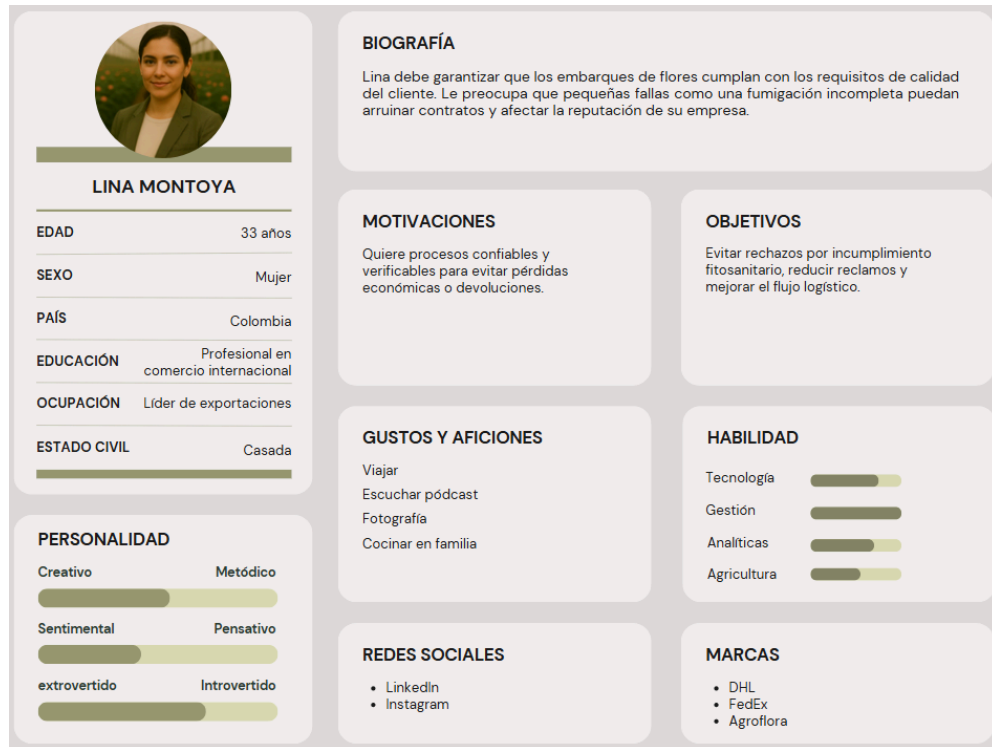 LINA MONTOYA
EDAD 33 años
SEXO Mujer
PAÍS Colombia
EDUCACIÓN Profesional en
comercio internacional
OCUPACIÓN Líder de exportaciones
ESTADO CIVIL Casada
PERSONALIDAD
Creativo Metódico
Sentimental Pensativo
extrovertido Introvertido
BIOGRAFÍA
Lina debe garantizar que los embarques de flores cumplan con los requisitos de calidad
del cliente. Le preocupa que pequeñas fallas como una fumigación incompleta puedan
arruinar contratos y afectar la reputación de su empresa.
MOTIVACIONES
Quiere procesos confiables y
verificables para evitar pérdidas
económicas o devoluciones.
OBJETIVOS
Evitar rechazos por incumplimiento
fitosanitario, reducir reclamos y
mejorar el flujo logístico.
GUSTOS Y AFICIONES
Viajar
Escuchar pódcast
Fotografía
Cocinar en familia
HABILIDAD
Tecnología
Gestión
Analíticas
Agricultura
REDES SOCIALES
• LinkedIn
• Instagram
MARCAS
• DHL
• FedEx
• Agroflora